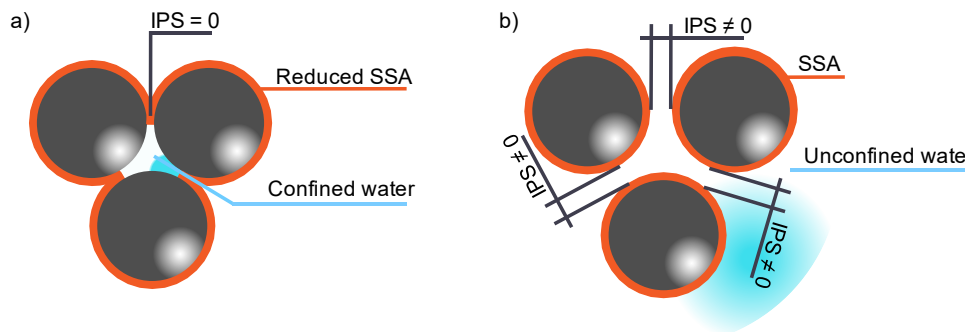 a)
IPS = 0
Reduced SSA
Confined water
b)
IPS ≠ 0
SSA
IPS ≠ 0
Unconfined wate
IPS ≠ 0